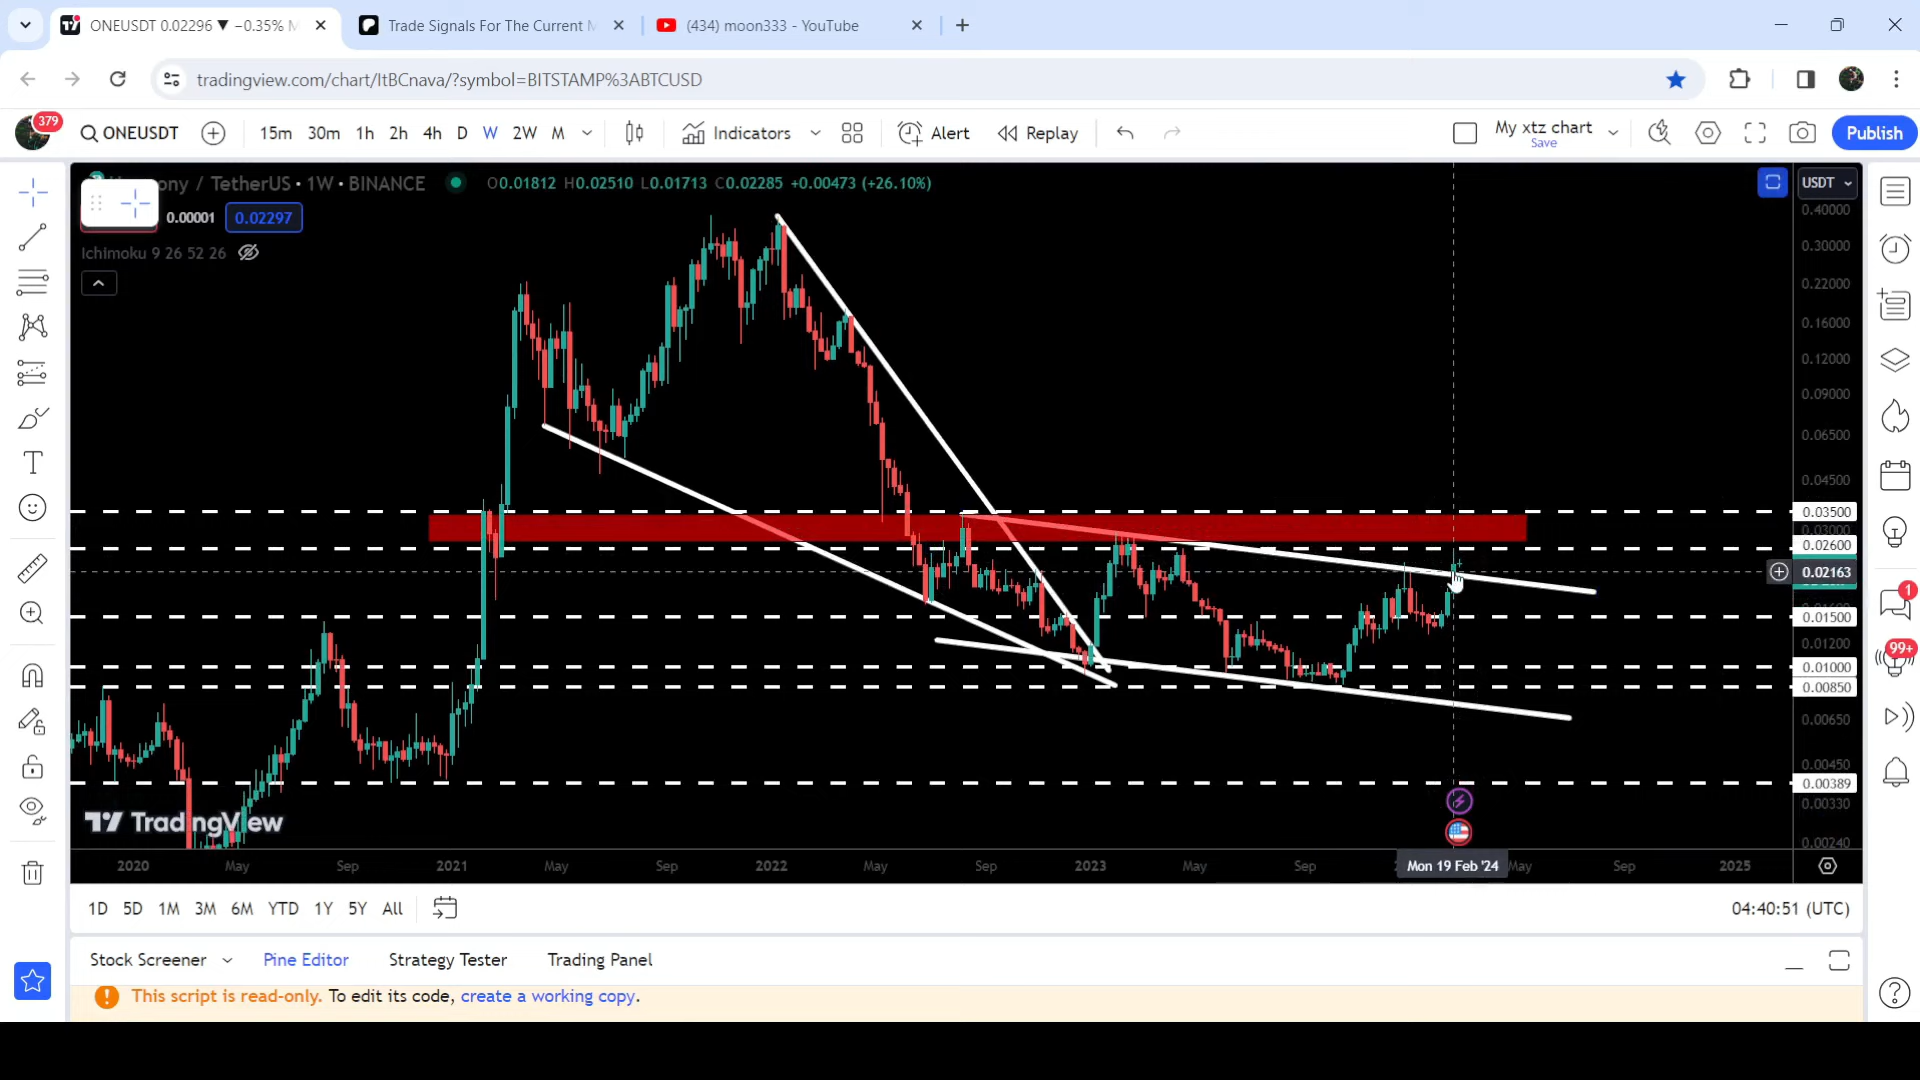 ONEUSDT 0.02296 ▼ −0.35% M
Trade Signals For The Current M
(434) moon333 - YouTube
tradingview.com/chart/ItBCnava/?symbol=BITSTAMP%3ABTCUSD
379
ONEUSDT
15m 30m 1h 2h 4h D W 2W M
Indicators
Alert
Replay
My xtz chart
Save
Publish
ony / TetherUS • 1W • BINANCE
O0.01812 H0.02510 L0.01713 C0.02285 +0.00473 (+26.10%)
USDT
0.00001
0.02297
Ichimoku 9 26 52 26
0.40000
0.30000
0.22000
0.16000
0.12000
0.09000
0.06500
0.04500
0.03500
0.03000
0.02600
0.02163
0.01500
0.01200
0.01000
0.00850
0.00650
0.00450
0.00389
0.00330
0.00240
1
99+
TradingView
2020 May Sep 2021 May Sep 2022 May Sep 2023 May Sep Mon 19 Feb '24 May Sep 2025
1D 5D 1M 3M 6M YTD 1Y 5Y All
04:40:51 (UTC)
Stock Screener
Pine Editor
Strategy Tester
Trading Panel
This script is read-only. To edit its code, create a working copy.